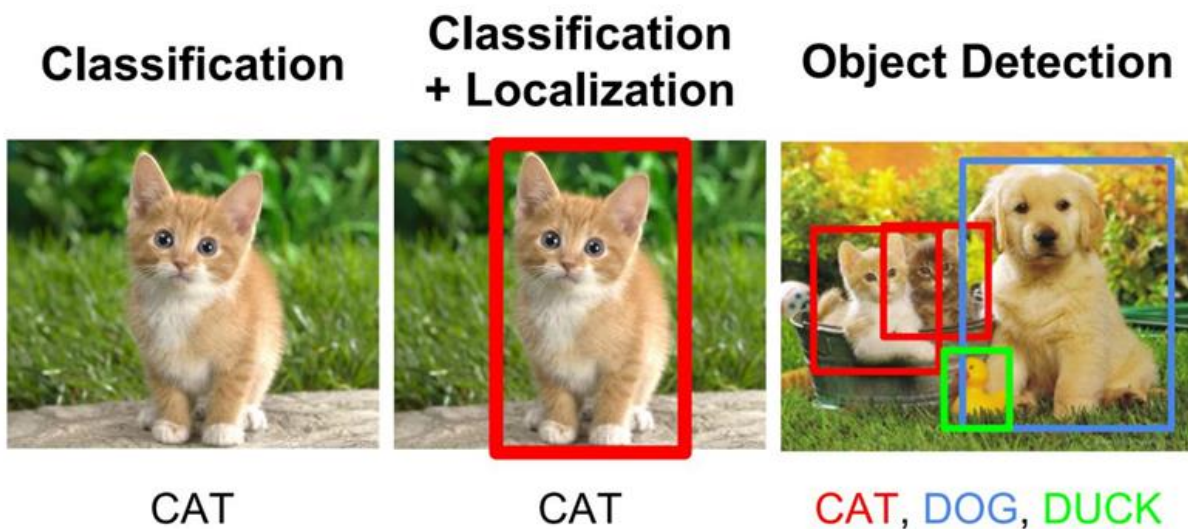 Classification
Classification
+ Localization
Object Detection
CAT
CAT
CAT, DOG, DUCK